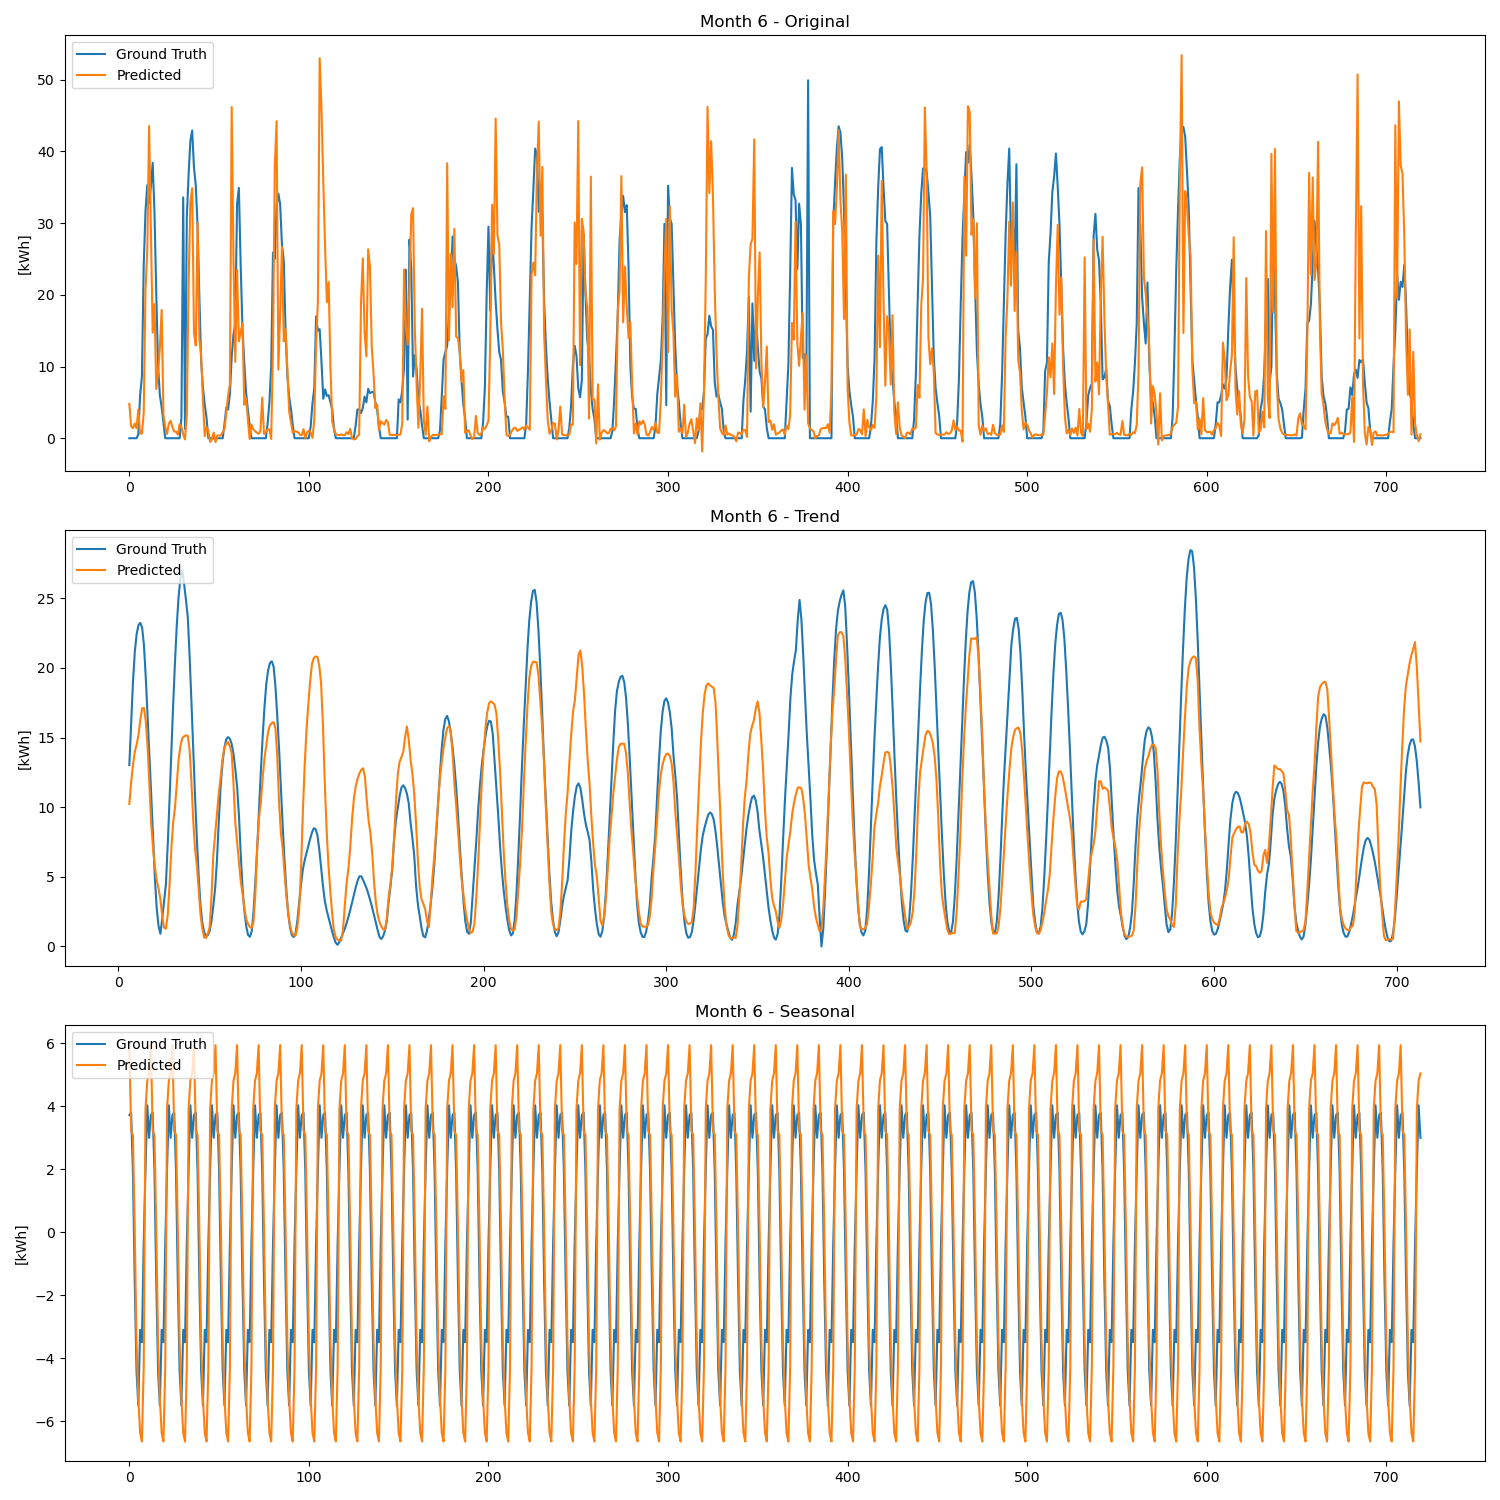 Month 6 - Original
Ground Truth
Predicted
[kWh]
50
40
30
20
10
0
0 100 200 300 400 500 600 700
Month 6 - Trend
Ground Truth
Predicted
[kWh]
25
20
15
10
5
0
0 100 200 300 400 500 600 700
Month 6 - Seasonal
Ground Truth
Predicted
[kWh]
6
4
2
0
−2
−4
−6
0 100 200 300 400 500 600 700